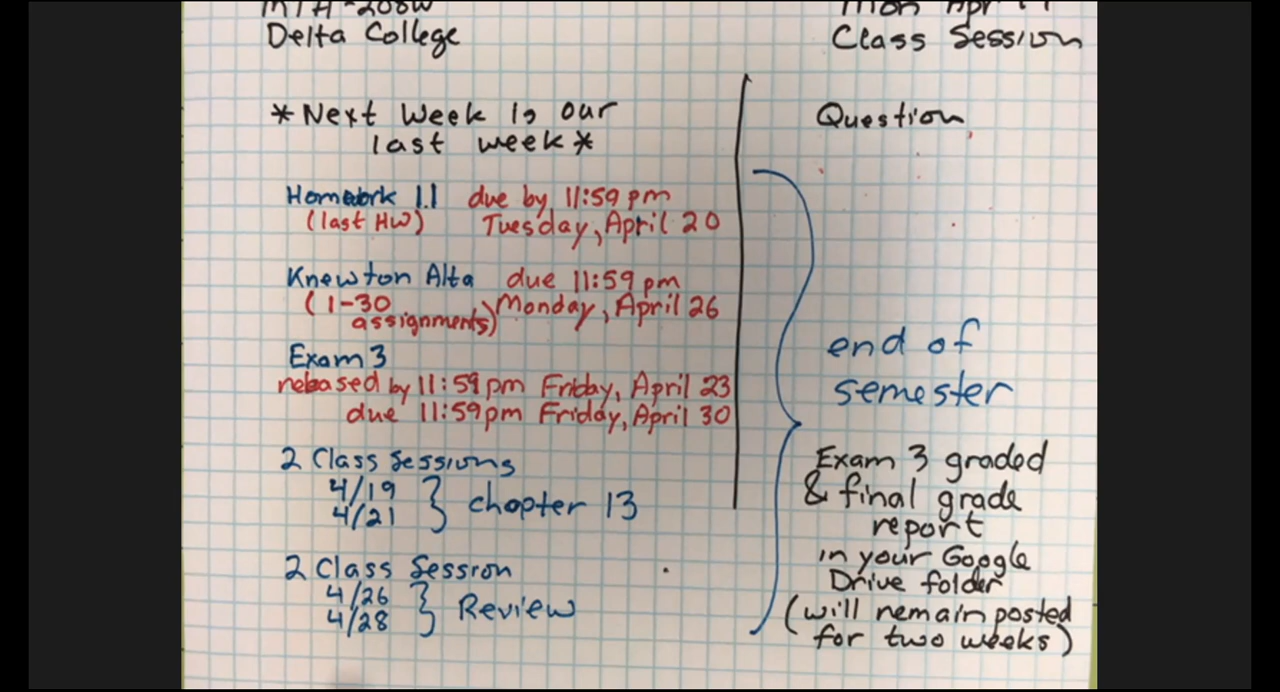 Delta College
Class Session
*Next Week is our
last week*
Homework 11 due by 11:59 pm
(last HW) Tuesday, April 20
Knewton Alta due 11:59 pm
(1-30 Monday, April 26
assignments)
Exam 3
released by 11:59pm Friday, April 23
due 11:59pm Friday, April 30
2 Class Sessions
4/19
4/21 } Chapter 13
2 Class Session
4/26
4/28 } Review
Question
end of
semester
Exam 3 graded
& final grade
report
in your Google
Drive folder
(will remain posted
for two weeks)